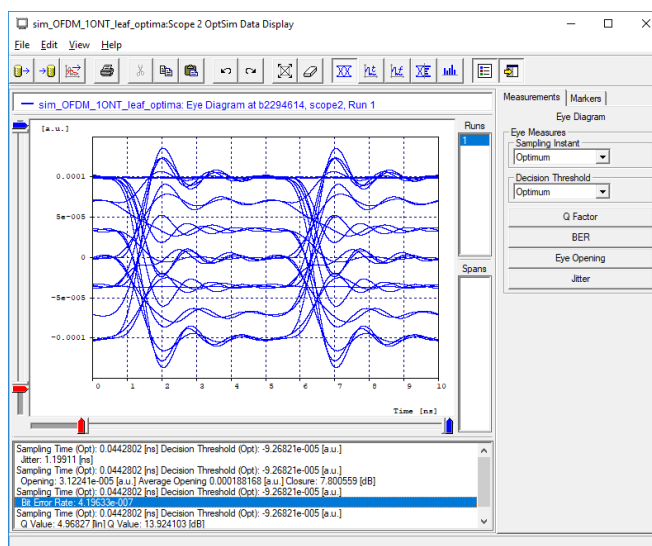 sim_OFDM_1ONT_leaf_optima:Scope 2 OptSim Data Display
File Edit View Help
sim_OFDM_1ONT_leaf_optima: Eye Diagram at b2294614, scope2, Run 1
[a.u.]
0.0001
5e-005
0
-5e-005
-0.0001
0 1 2 3 4 5 6 7 8 9 10
Time [ns]
Runs
1
Spans
Measurements Markers
Eye Diagram
Eye Measures
Sampling Instant
Optimum
Decision Threshold
Optimum
Q Factor
BER
Eye Opening
Jitter
Sampling Time (Opt): 0.0442802 [ns] Decision Threshold (Opt): -9.26821e-005 [a.u.]
Jitter: 1.19911 [ns]
Sampling Time (Opt): 0.0442802 [ns] Decision Threshold (Opt): -9.26821e-005 [a.u.]
Opening: 3.12241e-005 [a.u.] Average Opening 0.000188168 [a.u.] Closure: 7.800559 [dB]
Sampling Time (Opt): 0.0442802 [ns] Decision Threshold (Opt): -9.26821e-005 [a.u.]
Bit Error Rate: 4.19633e-007
Sampling Time (Opt): 0.0442802 [ns] Decision Threshold (Opt): -9.26821e-005 [a.u.]
Q Value: 4.96827 [lin] Q Value: 13.924103 [dB]